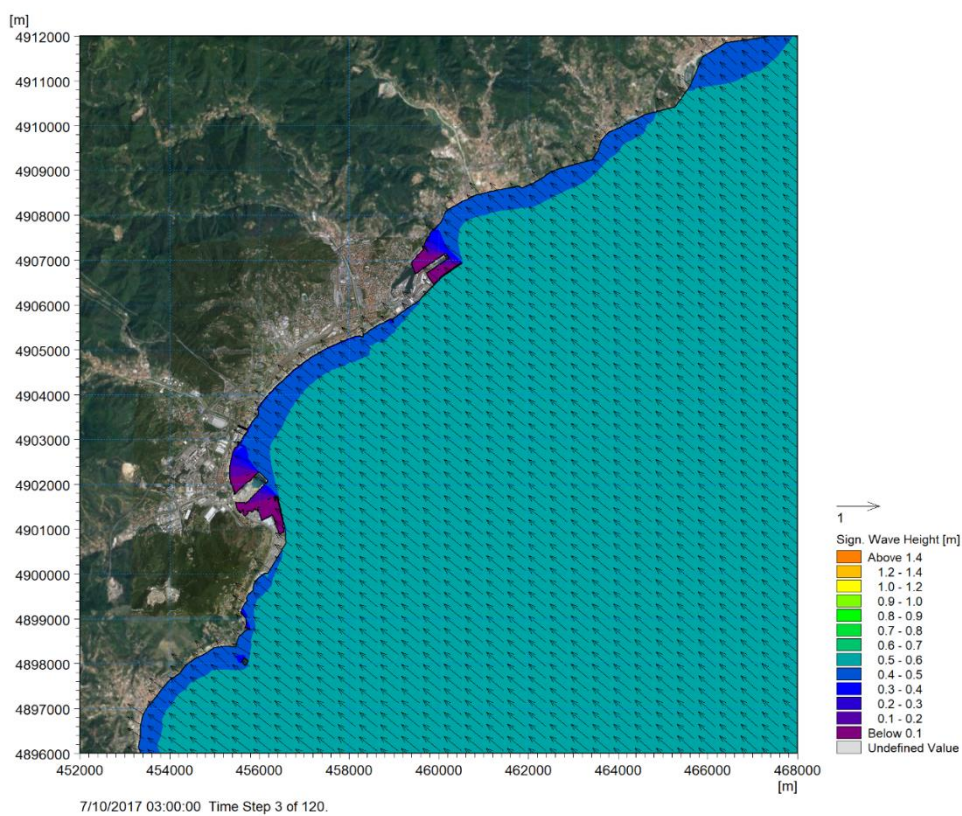 [m]
4912000
4911000
4910000
4909000
4908000
4907000
4906000
4905000
4904000
4903000
4902000
4901000
4900000
4899000
4898000
4897000
4896000
452000 454000 456000 458000 460000 462000 464000 466000 468000
[m]
1
Sign. Wave Height [m]
Above 1.4
1.2 - 1.4
1.0 - 1.2
0.9 - 1.0
0.8 - 0.9
0.7 - 0.8
0.6 - 0.7
0.5 - 0.6
0.4 - 0.5
0.3 - 0.4
0.2 - 0.3
0.1 - 0.2
Below 0.1
Undefined Value
7/10/2017 03:00:00 Time Step 3 of 120.